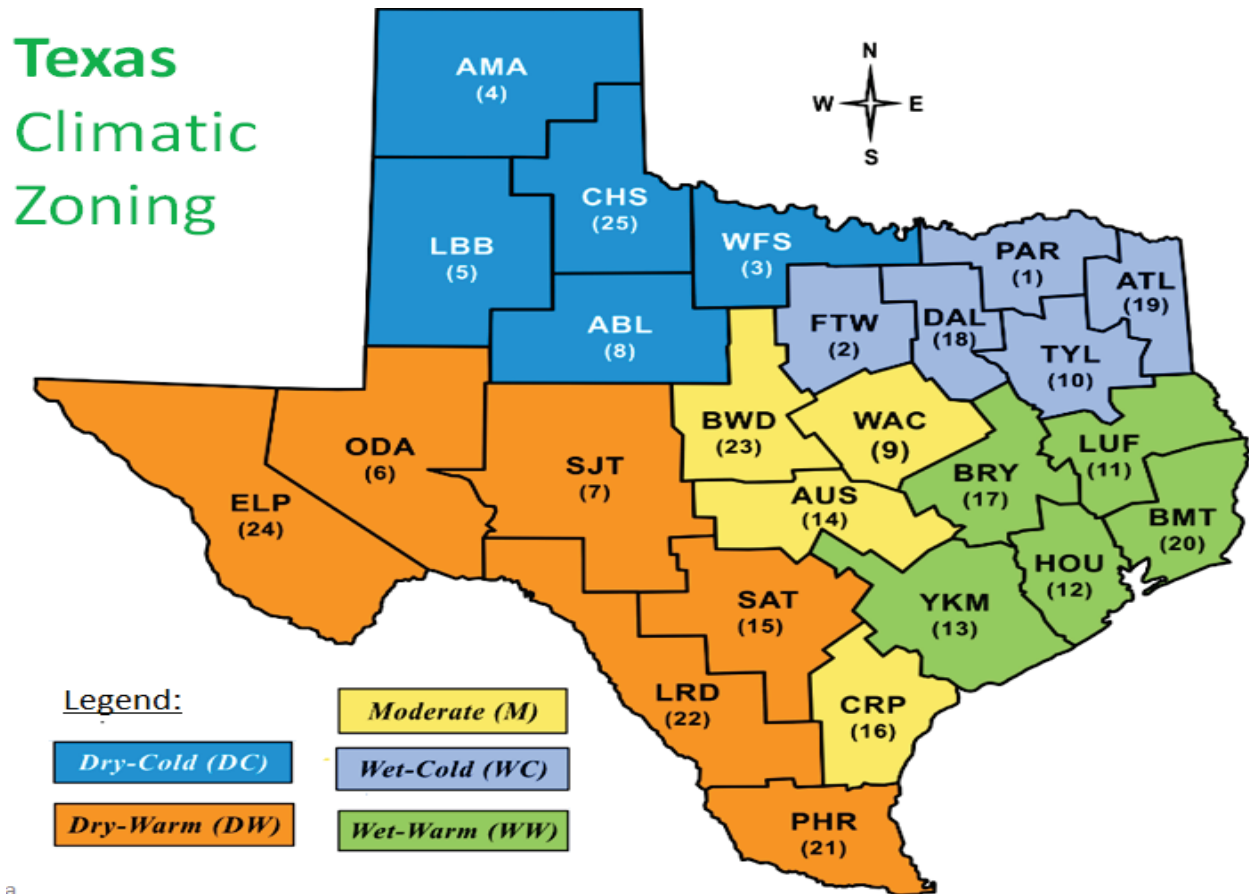 Texas
Climatic
Zoning
N
W
E
S
AMA
(4)
CHS
(25)
LBB
(5)
WFS
(3)
ABL
(8)
PAR
(1)
ATL
(19)
FTW
(2)
DAL
(18)
TYL
(10)
BWD
(23)
WAC
(9)
ODA
(6)
SJT
(7)
ELP
(24)
AUS
(14)
BRY
(17)
LUF
(11)
BMT
(20)
HOU
(12)
YKM
(13)
SAT
(15)
LRD
(22)
CRP
(16)
PHR
(21)
Legend:
Moderate (M)
Dry-Cold (DC)
Wet-Cold (WC)
Dry-Warm (DW)
Wet-Warm (WW)
a